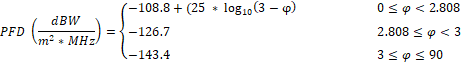 PFD (dBW / m² * MHz) = { −108.8 + (25 * log₁₀(3 − φ) 0 ≤ φ < 2.808
−126.7 2.808 ≤ φ < 3
−143.4 3 ≤ φ ≤ 90